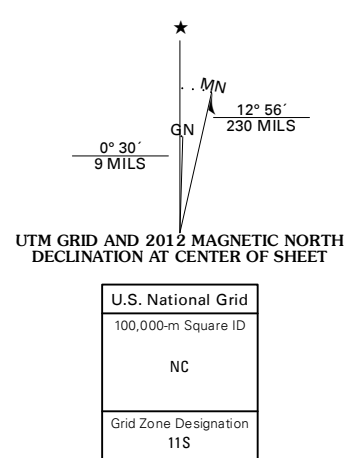 ★
MN
GN
12° 56´
230 MILS
0° 30´
9 MILS
UTM GRID AND 2012 MAGNETIC NORTH
DECLINATION AT CENTER OF SHEET
U.S. National Grid
100,000-m Square ID
NC
Grid Zone Designation
11S